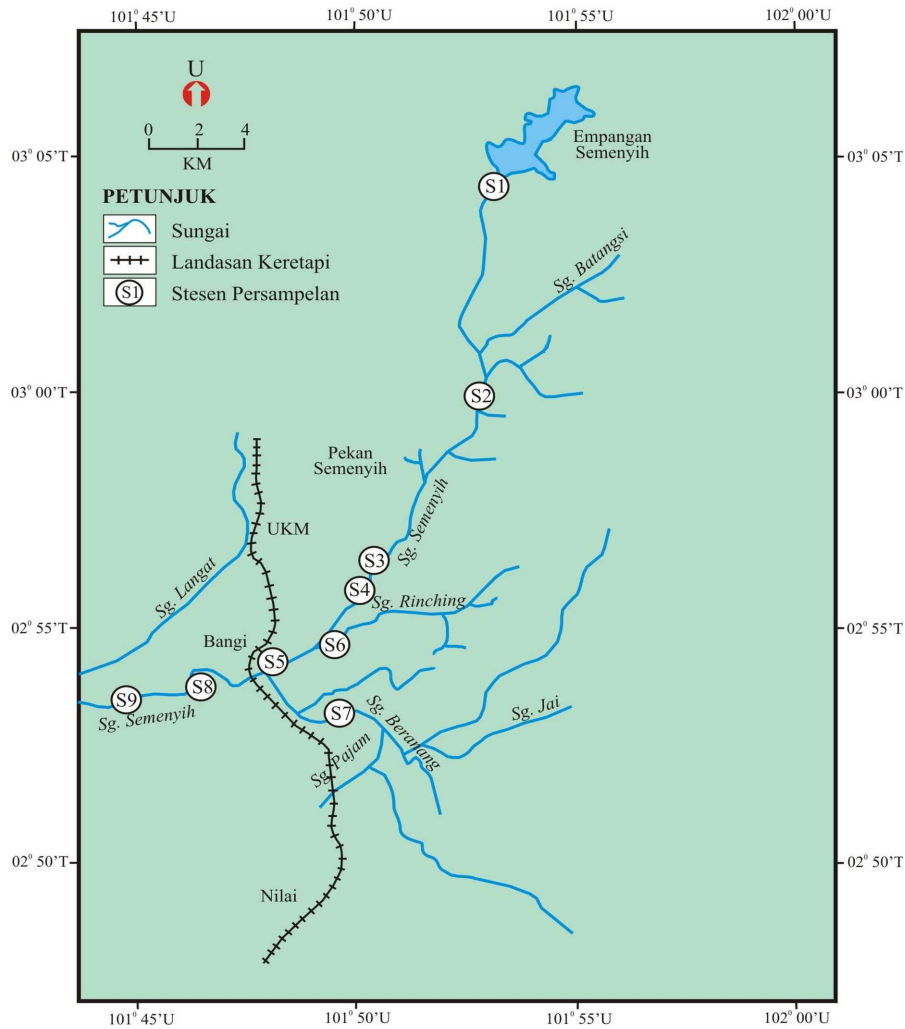 101° 45'U 101° 50'U 101° 55'U 102° 00'U
U
0 2 4
KM
03° 05'T
03° 05'T
Empangan
Semenyih
S1
PETUNJUK
Sungai
Landasan Keretapi
S1 Stesen Persampelan
Sg. Batangsi
03° 00'T
03° 00'T
S2
Pekan
Semenyih
Sg. Semenyih
UKM
S3
S4
Sg. Langat
Sg. Rinching
02° 55'T
02° 55'T
Bangi
S6
S5
S8
S9
Sg. Semenyih
S7
Sg. Beranang
Sg. Jai
Sg. Pajam
02° 50'T
02° 50'T
Nilai
101° 45'U 101° 50'U 101° 55'U 102° 00'U